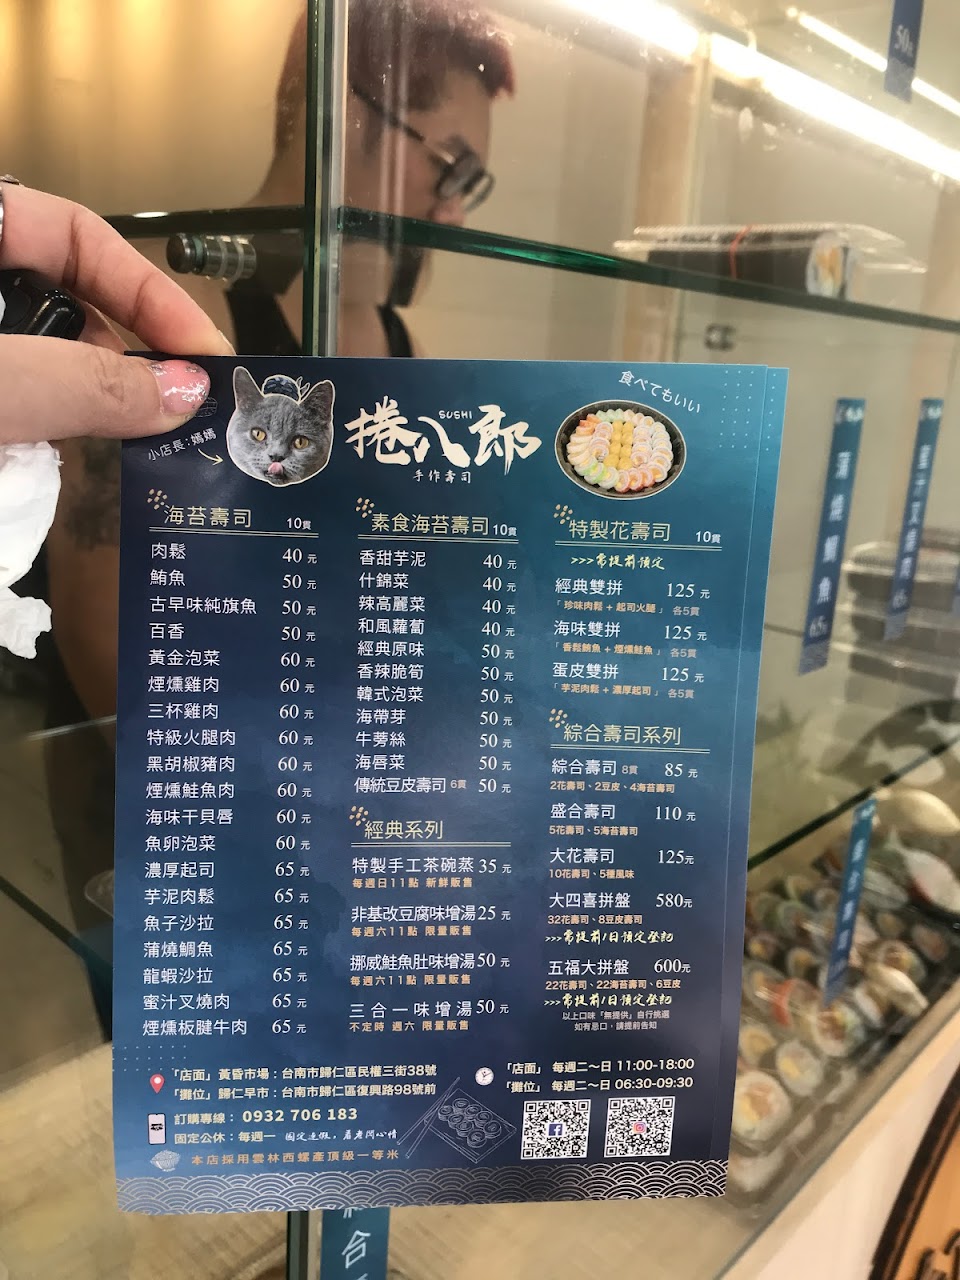 50元
小店長:嫣嫣
SUSHI
捲八郎
手作壽司
食べてもいい
海苔壽司 10貫
肉鬆 40元
鮪魚 50元
古早味純旗魚 50元
百香 50元
黃金泡菜 60元
煙燻雞肉 60元
三杯雞肉 60元
特級火腿肉 60元
黑胡椒豬肉 60元
煙燻鮭魚肉 60元
海味干貝唇 60元
魚卵泡菜 60元
濃厚起司 65元
芋泥肉鬆 65元
魚子沙拉 65元
蒲燒鯛魚 65元
龍蝦沙拉 65元
蜜汁叉燒肉 65元
煙燻板腱牛肉 65元
素食海苔壽司 10貫
香甜芋泥 40元
什錦菜 40元
辣高麗菜 40元
和風蘿蔔 40元
經典原味 50元
香辣脆筍 50元
韓式泡菜 50元
海帶芽 50元
牛蒡絲 50元
海唇菜 50元
傳統豆皮壽司 6貫 50元
經典系列
特製手工茶碗蒸 35元
每週日11點 新鮮販售
非基改豆腐味增湯 25元
每週六11點 限量販售
挪威鮭魚肚味增湯 50元
每週六11點 限量販售
三合一味增湯 50元
不定時 週六 限量販售
特製花壽司 10貫
>>>需提前預定
經典雙拼 125元
「珍味肉鬆+起司火腿」各5貫
海味雙拼 125元
「香鬆鮪魚+煙燻鮭魚」各5貫
蛋皮雙拼 125元
「芋泥肉鬆+濃厚起司」各5貫
綜合壽司系列
綜合壽司 8貫 85元
2花壽司、2豆皮、4海苔壽司
盛合壽司 110元
5花壽司、5海苔壽司
大花壽司 125元
10花壽司、5種風味
大四喜拼盤 580元
32花壽司、8豆皮壽司
>>>需提前1日預定登記
五福大拼盤 600元
22花壽司、22海苔壽司、6豆皮
>>>需提前1日預定登記
以上口味「無提供」自行挑選
如有忌口,請提前告知
「店面」黃昏市場:台南市歸仁區民權三街38號
「攤位」歸仁早市:台南市歸仁區復興路98號前
訂購專線: 0932 706 183
固定公休:每週一 固定連假,看老闆心情
本店採用雲林西螺產頂級一等米
「店面」 每週二~日 11:00-18:00
「攤位」 每週二~日 06:30-09:30
蒲燒鯛魚 65元
蜜汁叉燒肉 65元
綜合